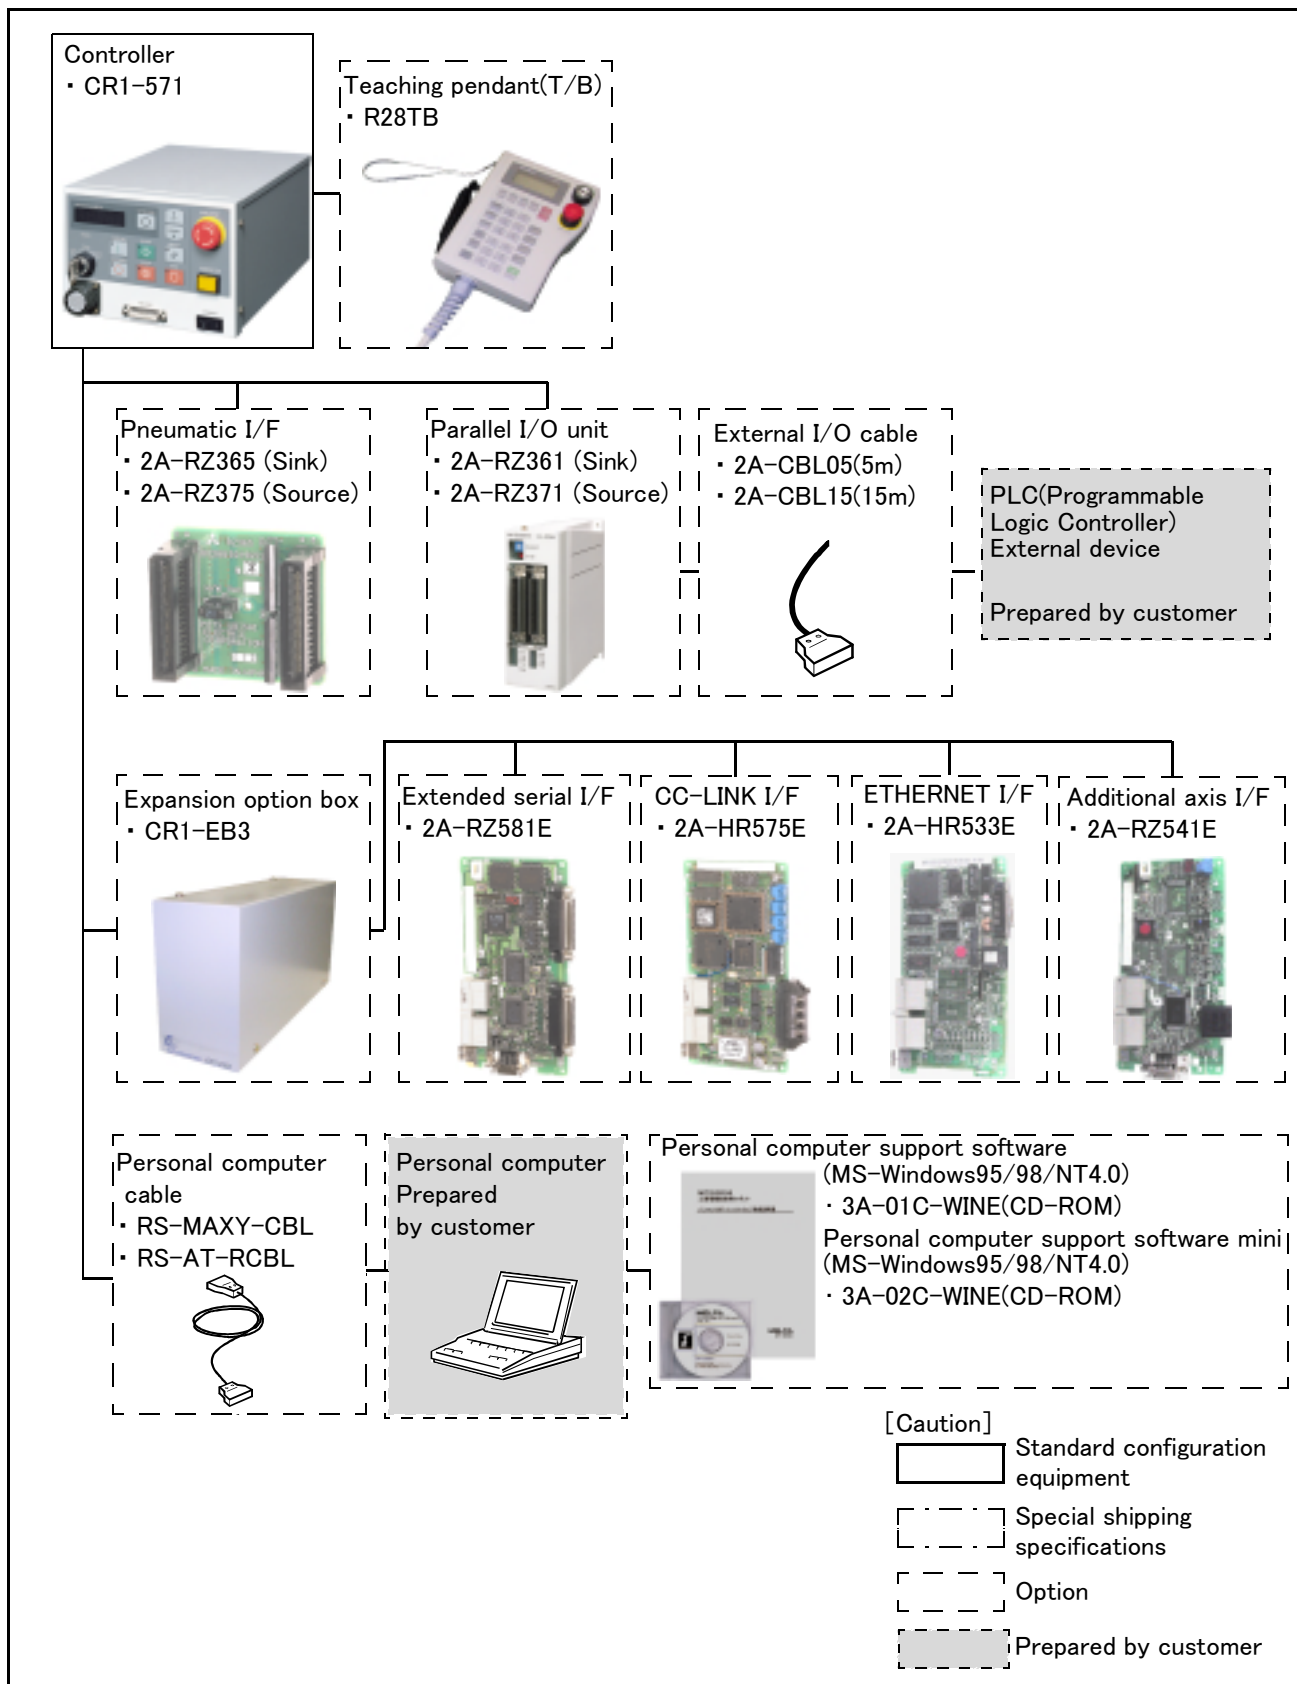 Controller
・ CR1-571
Teaching pendant(T/B)
・ R28TB
Pneumatic I/F
・ 2A-RZ365 (Sink)
・ 2A-RZ375 (Source)
Parallel I/O unit
・ 2A-RZ361 (Sink)
・ 2A-RZ371 (Source)
External I/O cable
・ 2A-CBL05(5m)
・ 2A-CBL15(15m)
PLC(Programmable
Logic Controller)
External device
Prepared by customer
Expansion option box
・ CR1-EB3
Extended serial I/F
・ 2A-RZ581E
CC-LINK I/F
・ 2A-HR575E
ETHERNET I/F
・ 2A-HR533E
Additional axis I/F
・ 2A-RZ541E
Personal computer
cable
・ RS-MAXY-CBL
・ RS-AT-RCBL
Personal computer
Prepared
by customer
Personal computer support software
(MS-Windows95/98/NT4.0)
・ 3A-01C-WINE(CD-ROM)
Personal computer support software mini
(MS-Windows95/98/NT4.0)
・ 3A-02C-WINE(CD-ROM)
[Caution]
Standard configuration
equipment
Special shipping
specifications
Option
Prepared by customer